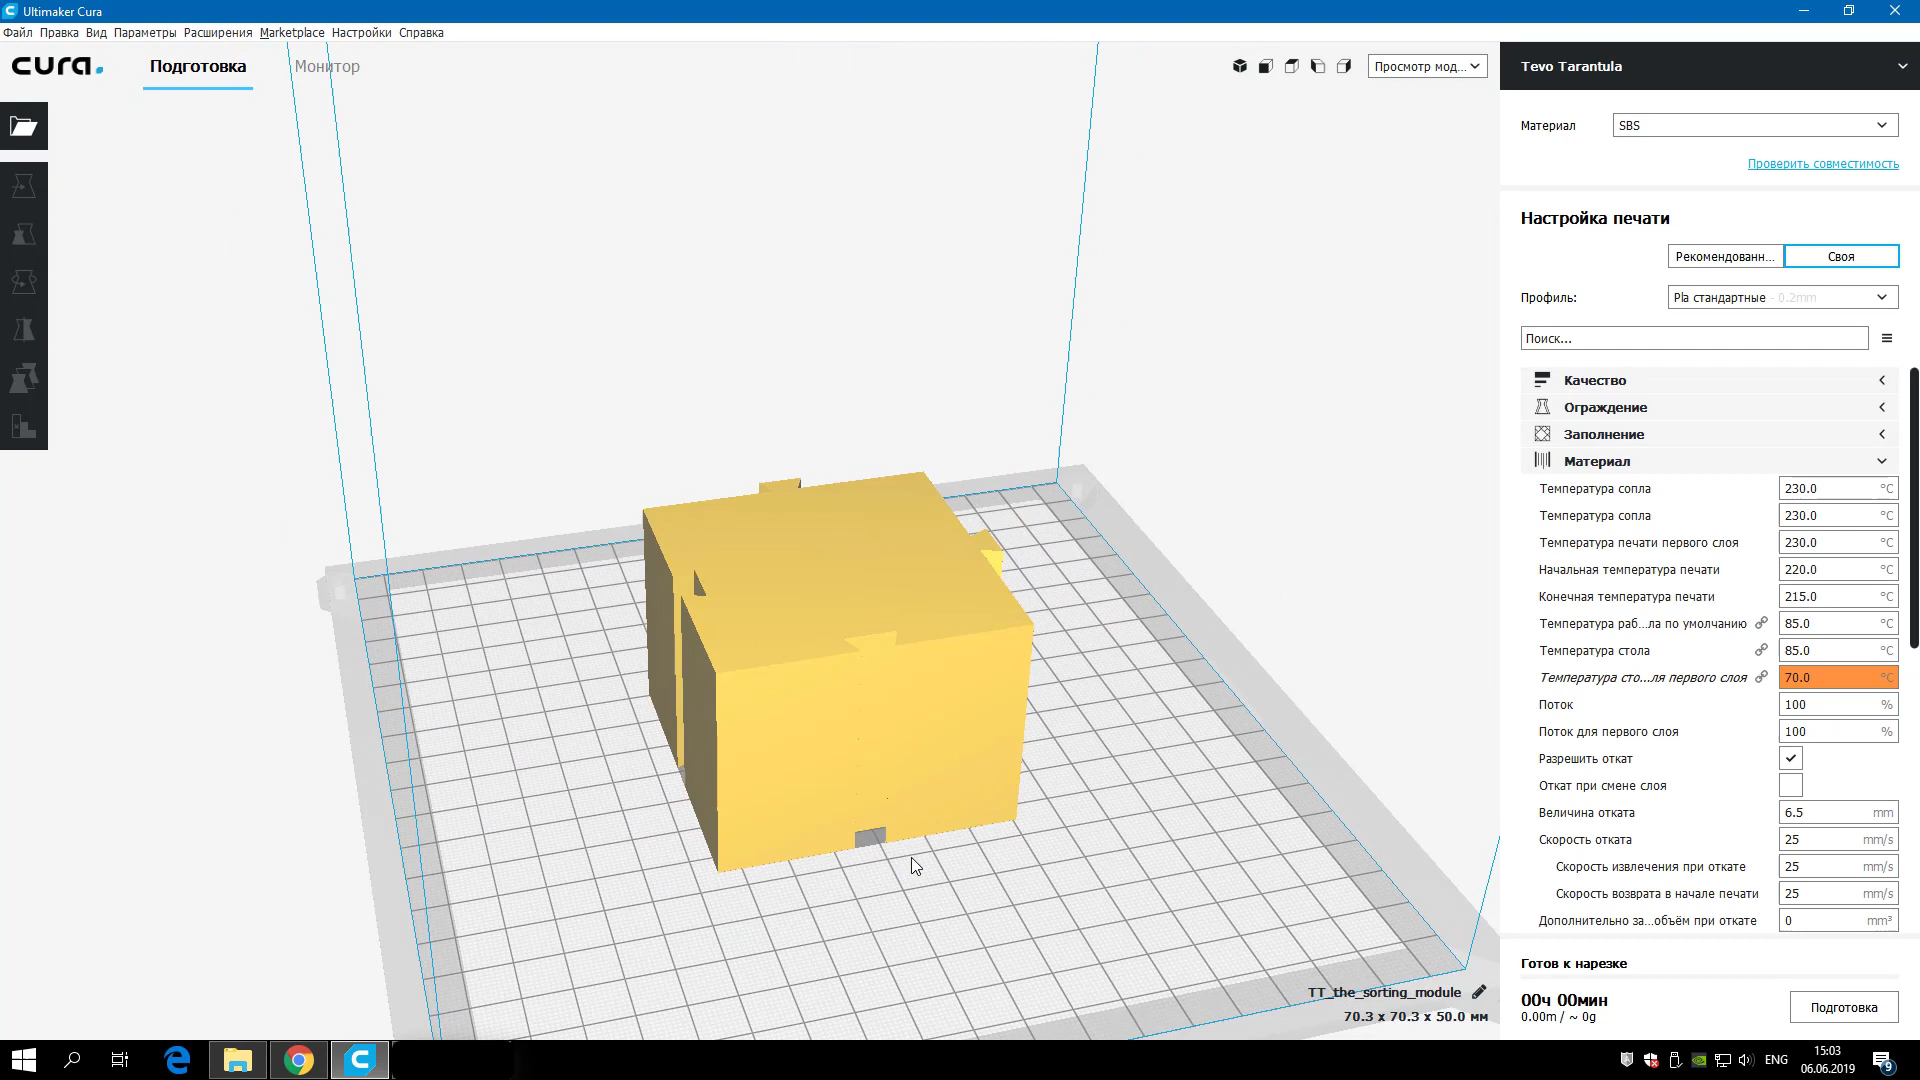 Ultimaker Cura
Файл Правка Вид Параметры Расширения Marketplace Настройки Справка
cura.
Подготовка
Монитор
Просмотр мод...
Tevo Tarantula
Материал
SBS
Проверить совместимость
Настройка печати
Рекомендованн...
Своя
Профиль:
Pla стандартные - 0.2mm
Поиск...
Качество
Ограждение
Заполнение
Материал
Температура сопла 230.0 °C
Температура сопла 230.0 °C
Температура печати первого слоя 230.0 °C
Начальная температура печати 220.0 °C
Конечная температура печати 215.0 °C
Температура раб...ла по умолчанию 85.0 °C
Температура стола 85.0 °C
Температура сто...ля первого слоя 70.0 °C
Поток 100 %
Поток для первого слоя 100 %
Разрешить откат
Откат при смене слоя
Величина отката 6.5 mm
Скорость отката 25 mm/s
Скорость извлечения при откате 25 mm/s
Скорость возврата в начале печати 25 mm/s
Дополнительно за...объём при откате 0 mm³
TT_the_sorting_module
70.3 x 70.3 x 50.0 мм
Готов к нарезке
00ч 00мин
0.00m / ~ 0g
Подготовка
ENG
15:03
06.06.2019
9